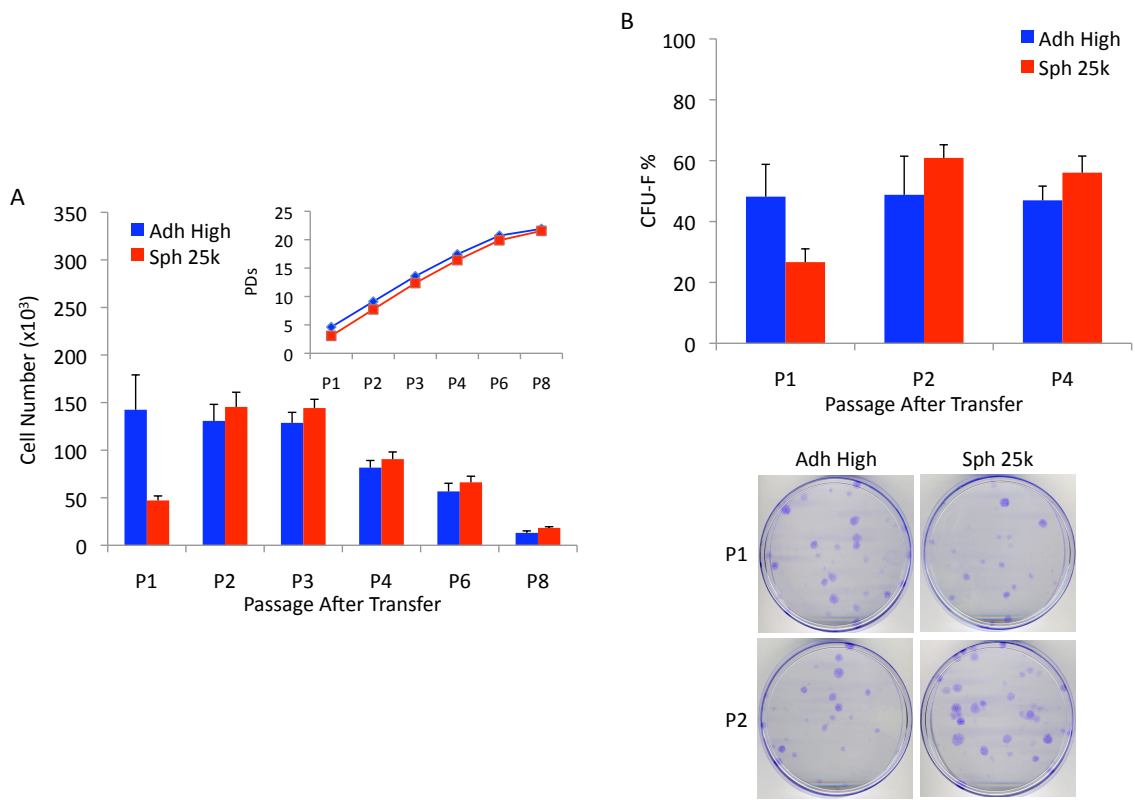 A
Cell Number (x10³)
350
300
250
200
150
100
50
0
Adh High
Sph 25k
PDs
25
20
15
10
5
0
P1 P2 P3 P4 P6 P8
P1 P2 P3 P4 P6 P8
Passage After Transfer
B
CFU-F %
100
80
60
40
20
0
Adh High
Sph 25k
P1 P2 P4
Passage After Transfer
Adh High Sph 25k
P1
P2